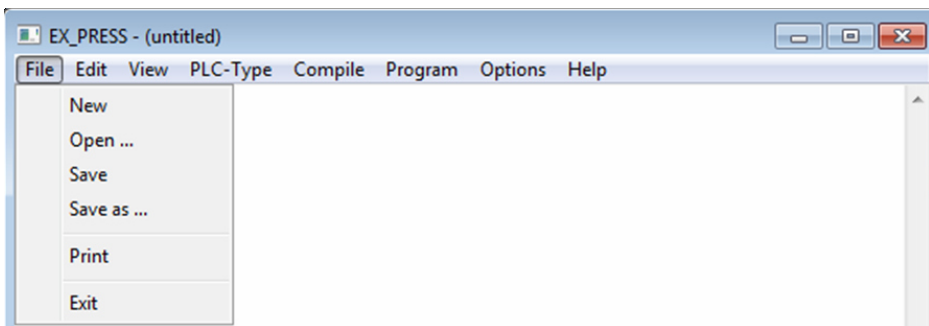 EX_PRESS - (untitled)
File Edit View PLC-Type Compile Program Options Help
New
Open ...
Save
Save as ...
Print
Exit